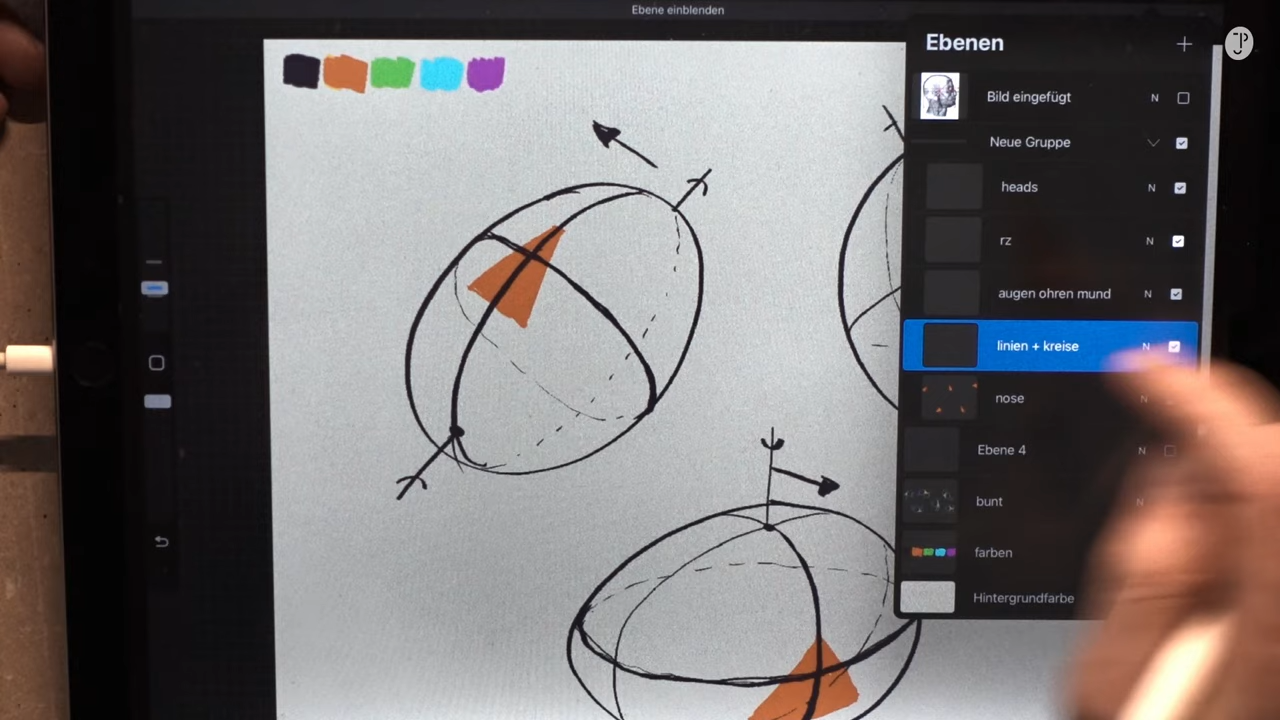 Ebene einblenden
Ebenen
Bild eingefügt N
Neue Gruppe
heads N
rz N
augen ohren mund N
linien + kreise N
nose N
Ebene 4 N
bunt N
farben
Hintergrundfarbe